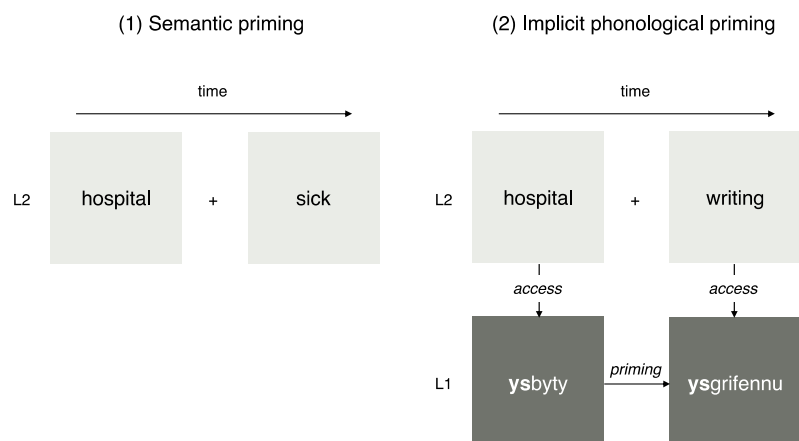 (1) Semantic priming
(2) Implicit phonological priming
time
time
L2 hospital + sick
L2 hospital + writing
access access
L1 ysbyty priming ysgrifennu